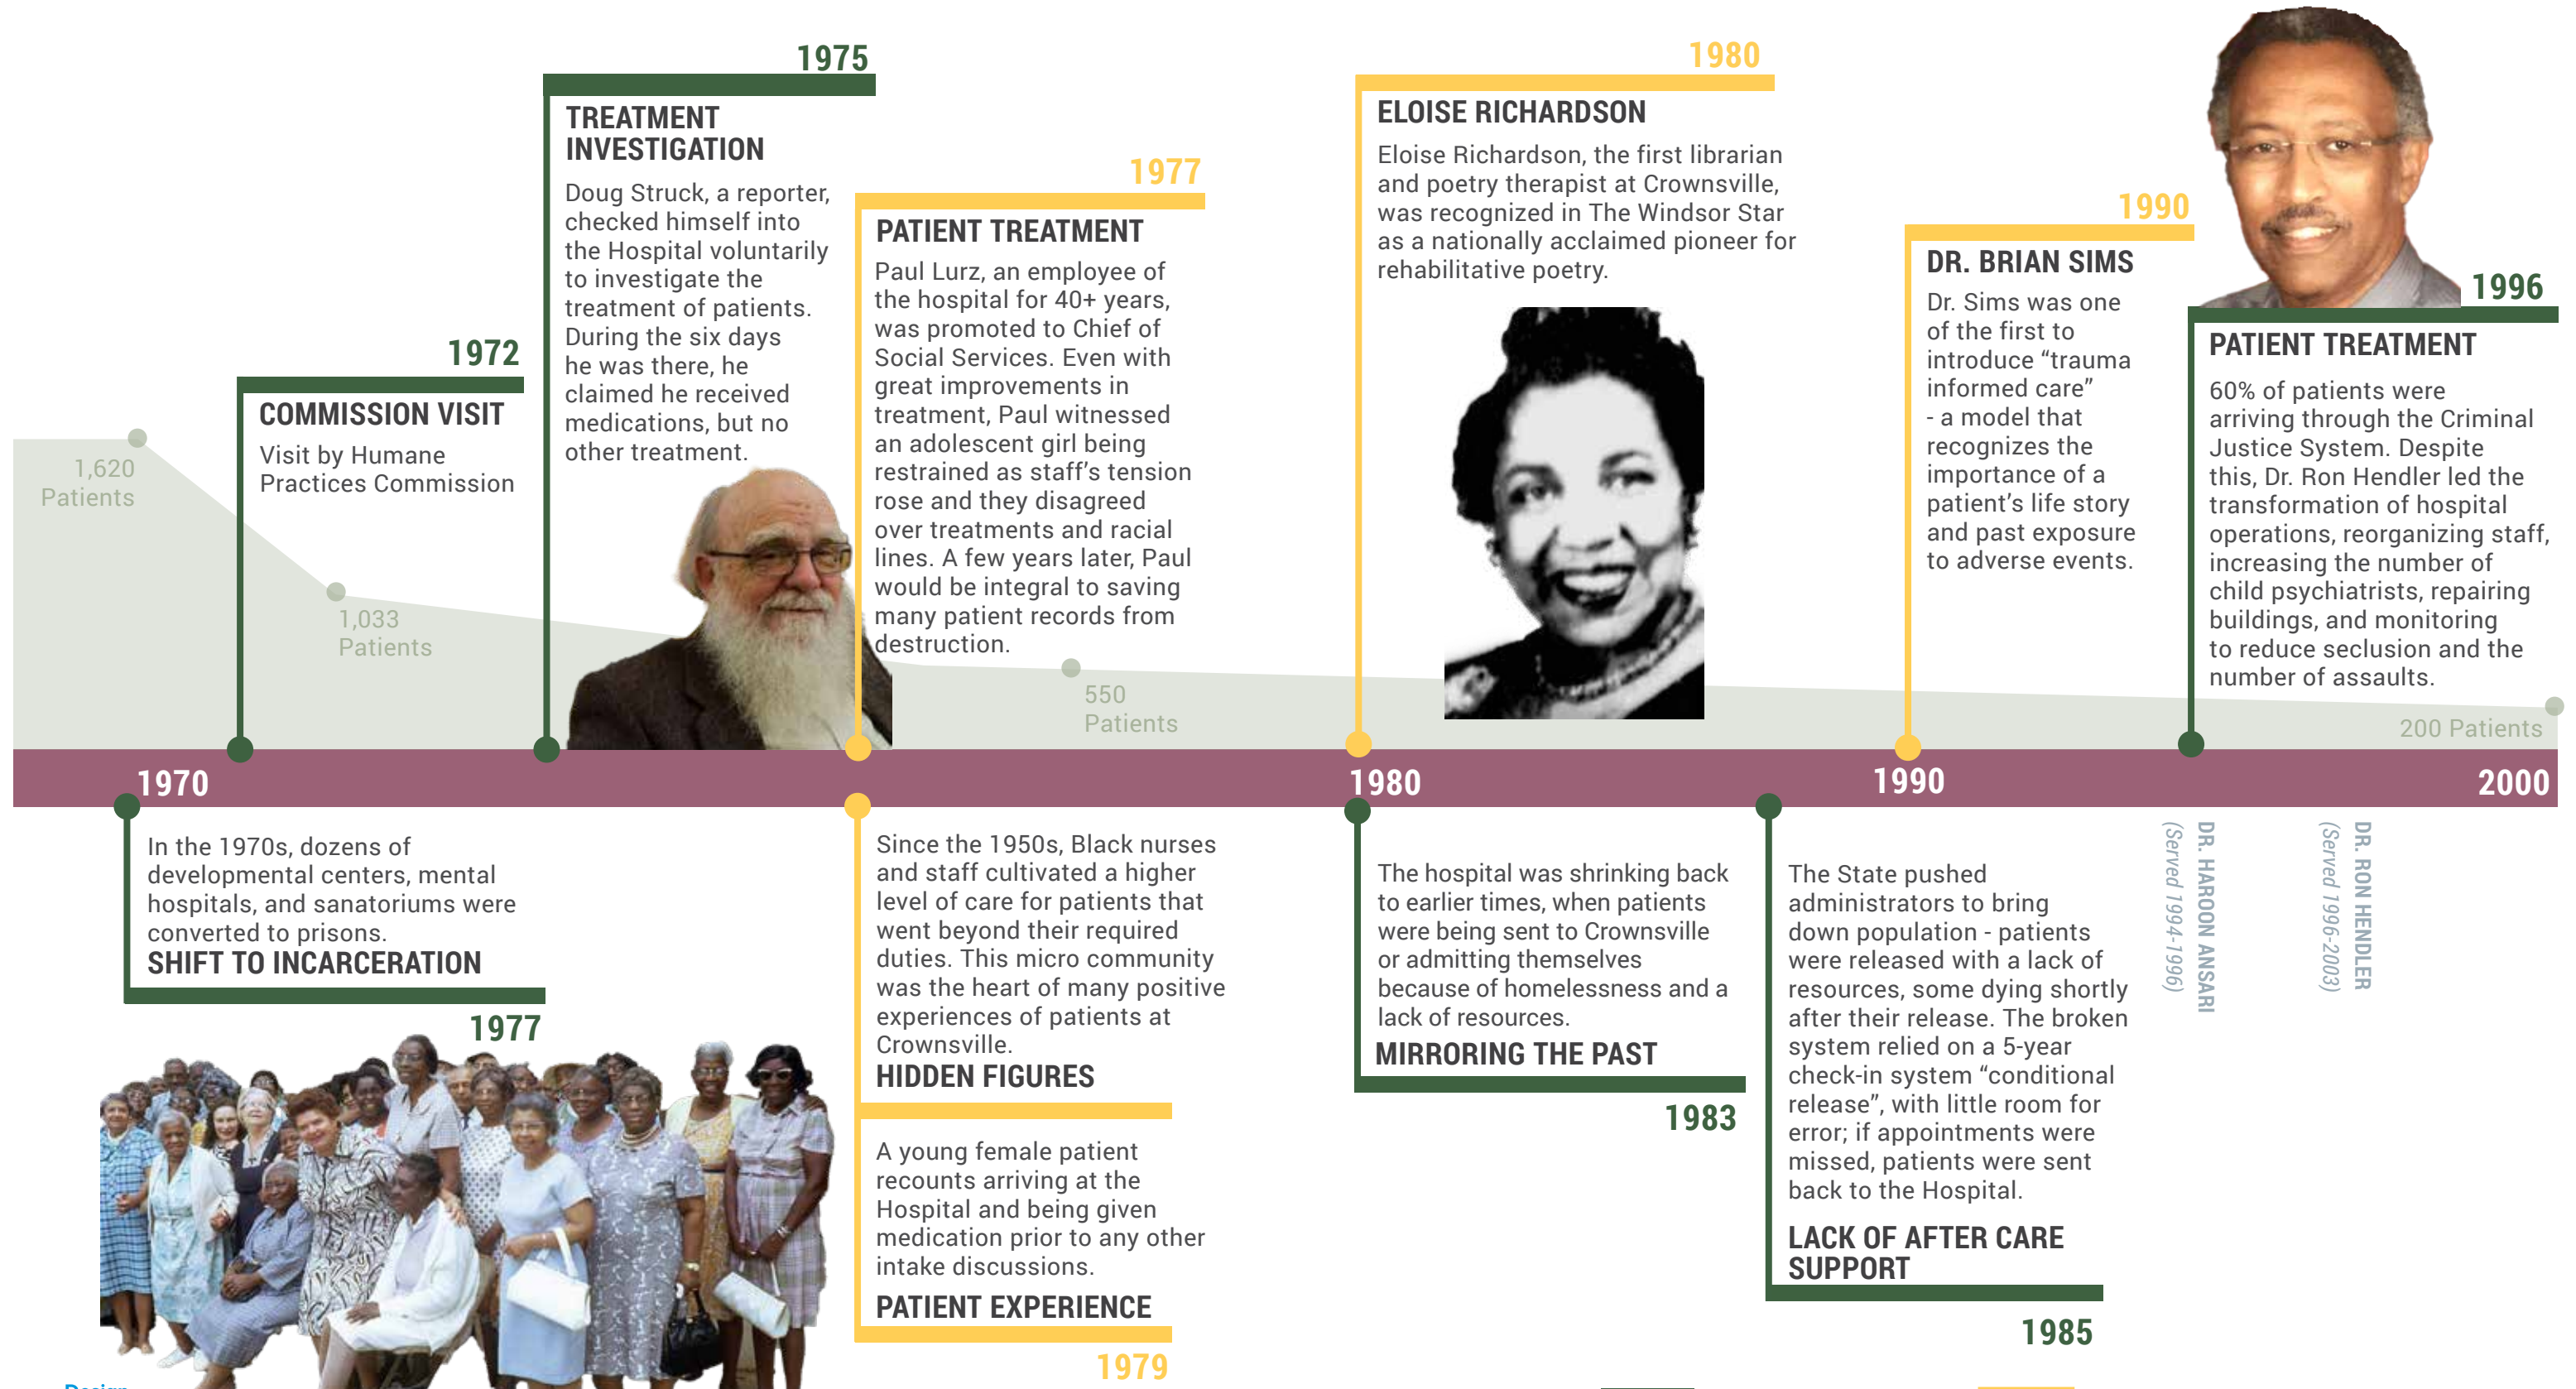 1975
TREATMENT
INVESTIGATION
Doug Struck, a reporter,
checked himself into
the Hospital voluntarily
to investigate the
treatment of patients.
During the six days
he was there, he
claimed he received
medications, but no
other treatment.
1972
COMMISSION VISIT
Visit by Humane
Practices Commission
1977
PATIENT TREATMENT
Paul Lurz, an employee of
the hospital for 40+ years,
was promoted to Chief of
Social Services. Even with
great improvements in
treatment, Paul witnessed
an adolescent girl being
restrained as staff's tension
rose and they disagreed
over treatments and racial
lines. A few years later, Paul
would be integral to saving
many patient records from
destruction.
1980
ELOISE RICHARDSON
Eloise Richardson, the first librarian
and poetry therapist at Crownsville,
was recognized in The Windsor Star
as a nationally acclaimed pioneer for
rehabilitative poetry.
1990
DR. BRIAN SIMS
Dr. Sims was one
of the first to
introduce “trauma
informed care”
- a model that
recognizes the
importance of a
patient's life story
and past exposure
to adverse events.
1996
PATIENT TREATMENT
60% of patients were
arriving through the Criminal
Justice System. Despite
this, Dr. Ron Hendler led the
transformation of hospital
operations, reorganizing staff,
increasing the number of
child psychiatrists, repairing
buildings, and monitoring
to reduce seclusion and the
number of assaults.
1,620
Patients
1,033
Patients
550
Patients
200 Patients
1970
1980
1990
2000
In the 1970s, dozens of
developmental centers, mental
hospitals, and sanatoriums were
converted to prisons.
SHIFT TO INCARCERATION
1977
Since the 1950s, Black nurses
and staff cultivated a higher
level of care for patients that
went beyond their required
duties. This micro community
was the heart of many positive
experiences of patients at
Crownsville.
HIDDEN FIGURES
A young female patient
recounts arriving at the
Hospital and being given
medication prior to any other
intake discussions.
PATIENT EXPERIENCE
1979
The hospital was shrinking back
to earlier times, when patients
were being sent to Crownsville
or admitting themselves
because of homelessness and a
lack of resources.
MIRRORING THE PAST
1983
The State pushed
administrators to bring
down population - patients
were released with a lack of
resources, some dying shortly
after their release. The broken
system relied on a 5-year
check-in system “conditional
release”, with little room for
error; if appointments were
missed, patients were sent
back to the Hospital.
LACK OF AFTER CARE
SUPPORT
1985
DR. HAROON ANSARI
(Served 1994-1996)
DR. RON HENDLER
(Served 1996-2003)